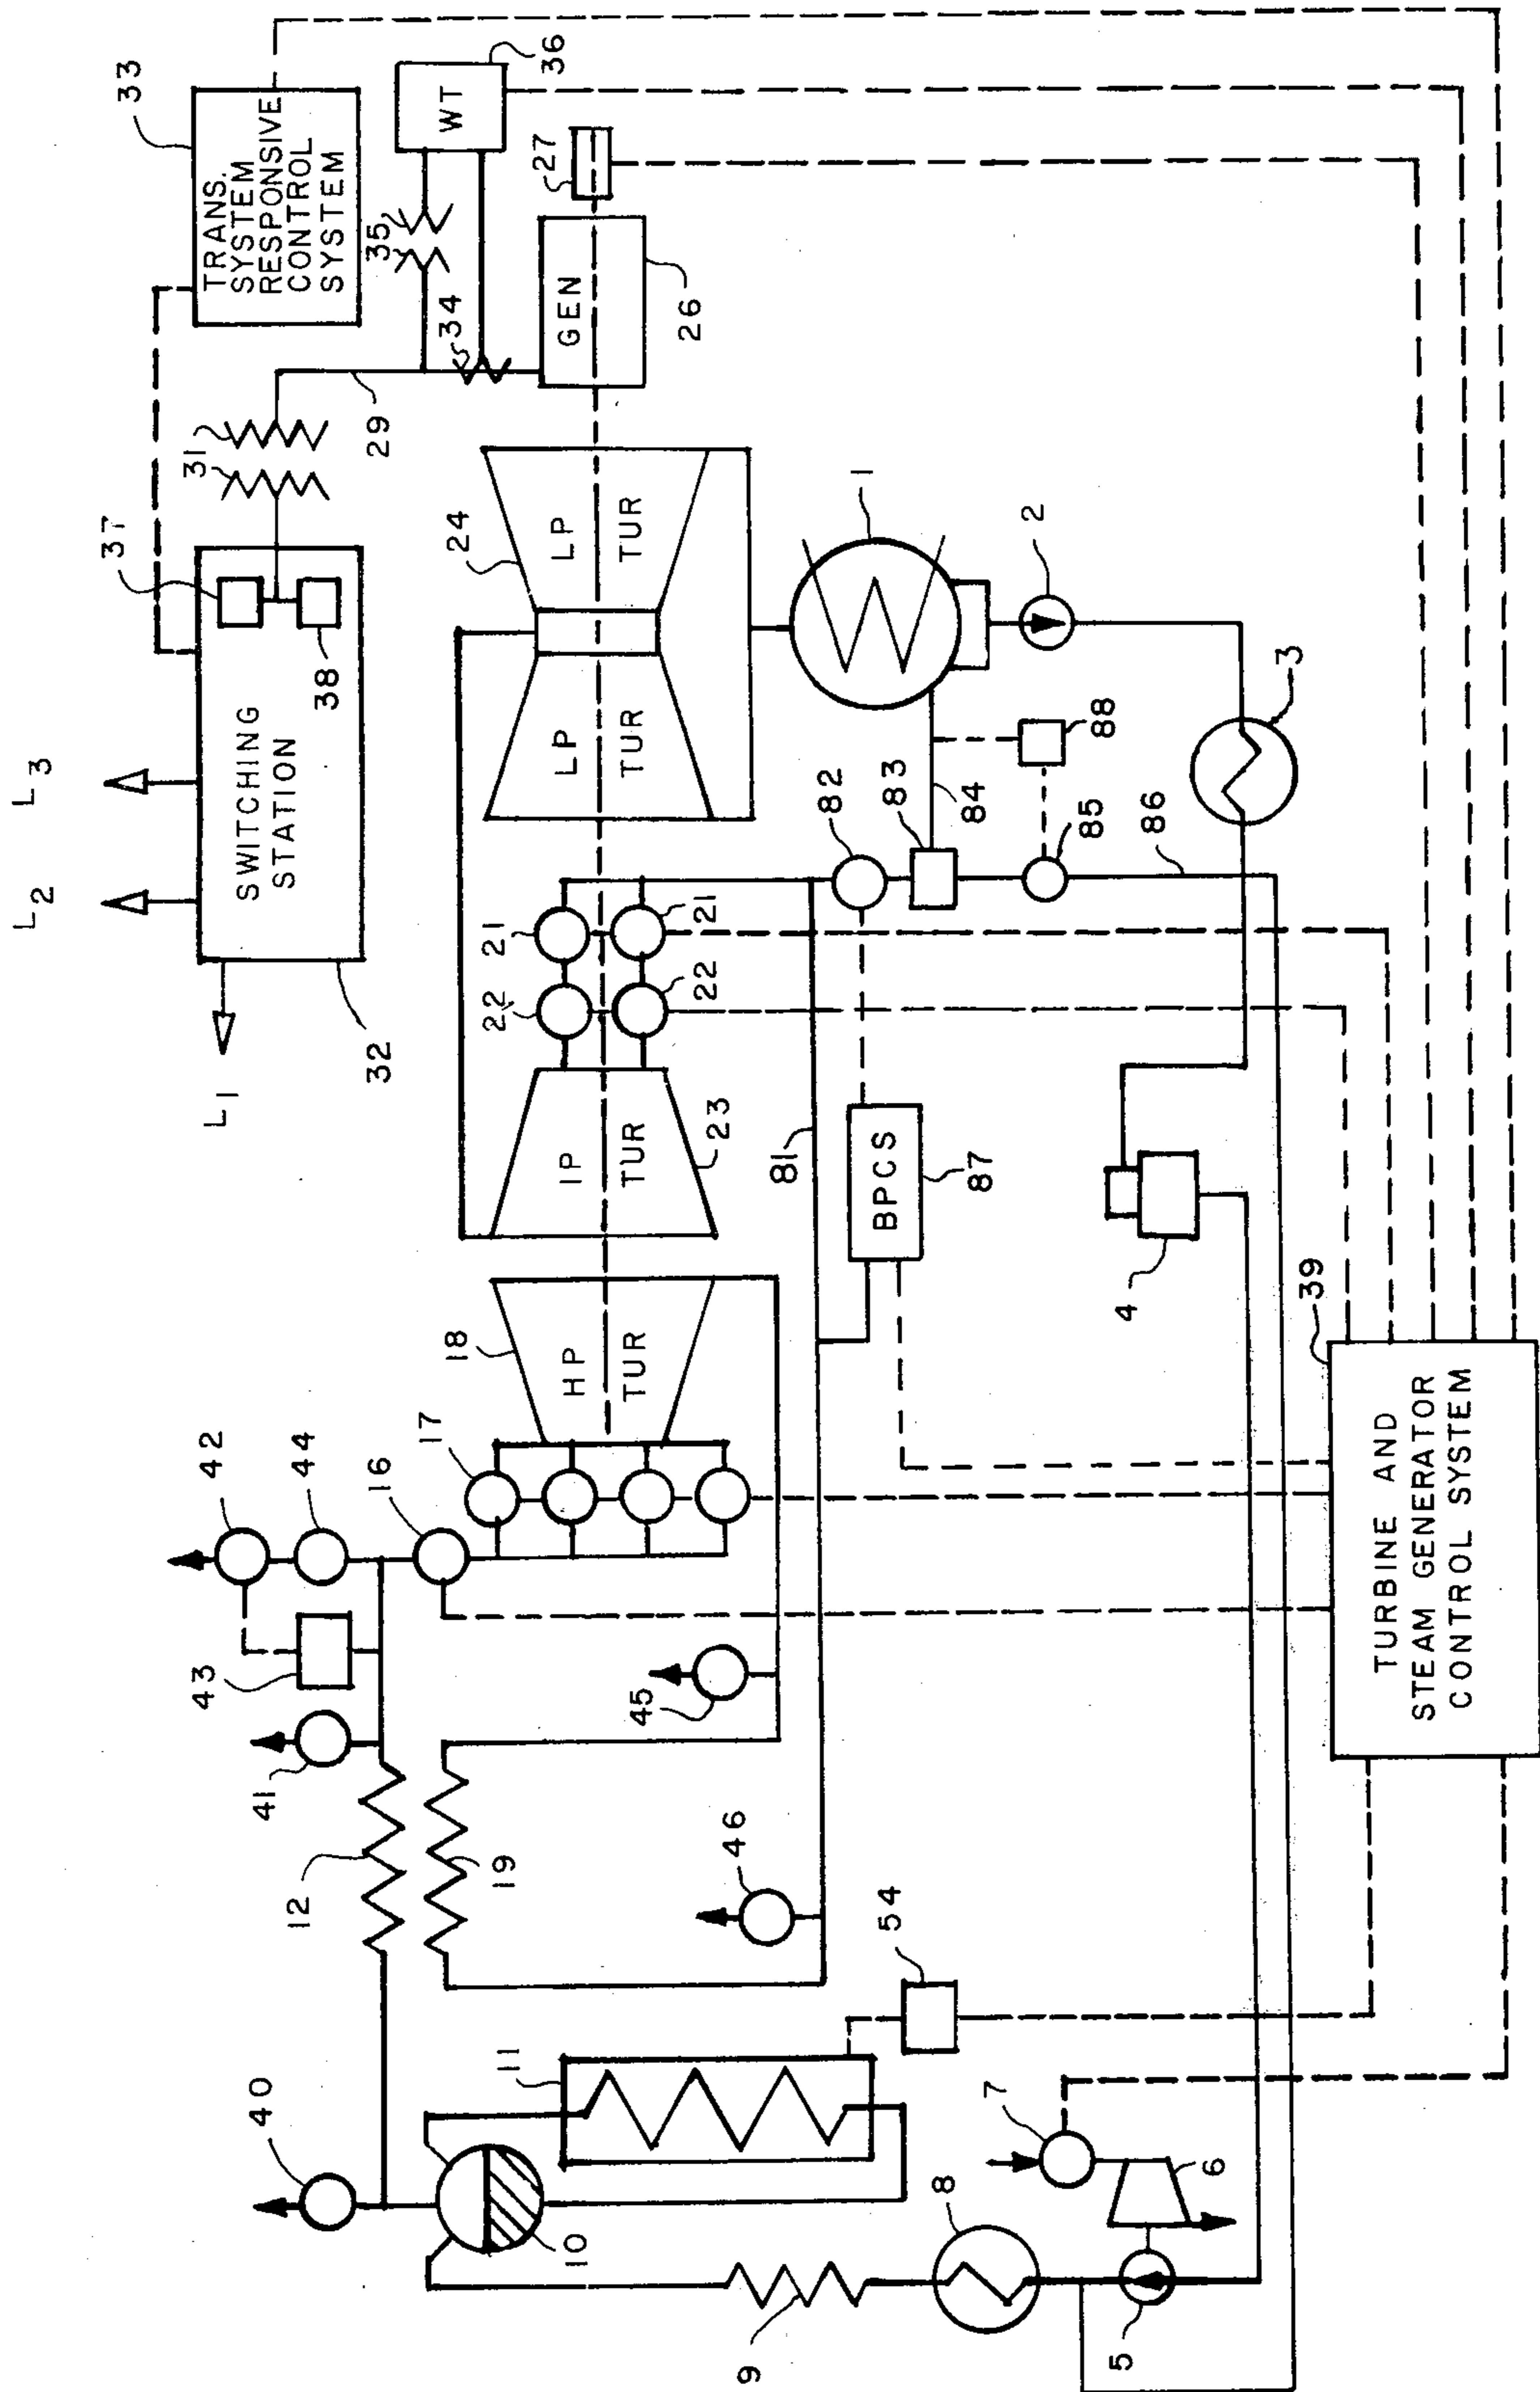 33
TRANS.
SYSTEM
RESPONSIVE
CONTROL
SYSTEM
WT
36
35
34
27
GEN
26
29
31
37
38
SWITCHING
STATION
32
L1
L2
L3
24
LP
TUR
LP
TUR
1
2
3
88
82
83
84
85
86
21
21
22
22
IP
TUR
23
81
BPCS
87
4
39
TURBINE AND
STEAM GENERATOR
CONTROL SYSTEM
18
HP
TUR
17
16
42
44
43
41
45
46
12
19
54
11
40
10
7
6
8
5
9